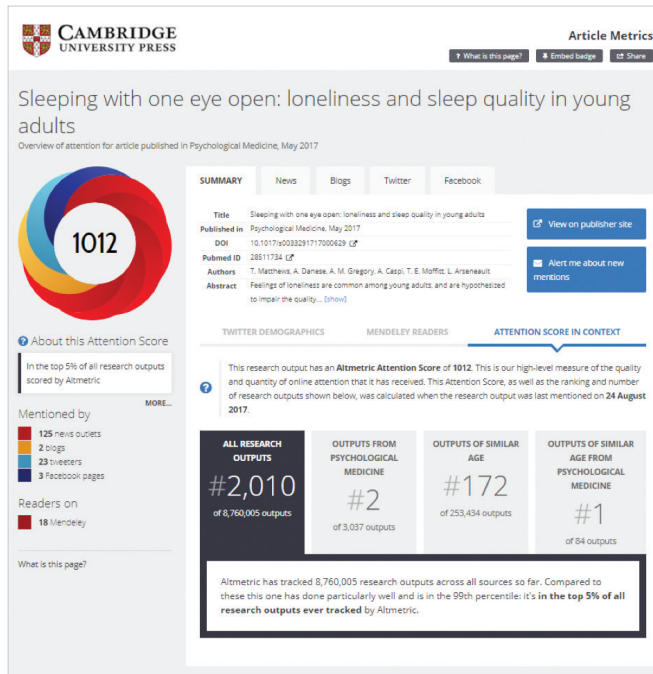 CAMBRIDGE
UNIVERSITY PRESS
Article Metrics
? What is this page?
Embed badge
Share
Sleeping with one eye open: loneliness and sleep quality in young
adults
Overview of attention for article published in Psychological Medicine, May 2017
1012
About this Attention Score
In the top 5% of all research outputs
scored by Altmetric
MORE...
Mentioned by
125 news outlets
2 blogs
23 tweeters
3 Facebook pages
Readers on
18 Mendeley
What is this page?
SUMMARY
News
Blogs
Twitter
Facebook
Title Sleeping with one eye open: loneliness and sleep quality in young adults
Published in Psychological Medicine, May 2017
DOI 10.1017/s0033291717000629
Pubmed ID 28511734
Authors T. Matthews, A. Danese, A. M. Gregory, A. Caspi, T. E. Moffitt, L. Arseneault
Abstract Feelings of loneliness are common among young adults, and are hypothesized
to impair the quality... [show]
View on publisher site
Alert me about new
mentions
TWITTER DEMOGRAPHICS
MENDELEY READERS
ATTENTION SCORE IN CONTEXT
?
This research output has an Altmetric Attention Score of 1012. This is our high-level measure of the quality
and quantity of online attention that it has received. This Attention Score, as well as the ranking and number
of research outputs shown below, was calculated when the research output was last mentioned on 24 August
2017.
ALL RESEARCH
OUTPUTS
#2,010
of 8,760,005 outputs
OUTPUTS FROM
PSYCHOLOGICAL
MEDICINE
#2
of 3,037 outputs
OUTPUTS OF SIMILAR
AGE
#172
of 253,434 outputs
OUTPUTS OF SIMILAR
AGE FROM
PSYCHOLOGICAL
MEDICINE
#1
of 84 outputs
Altmetric has tracked 8,760,005 research outputs across all sources so far. Compared to
these this one has done particularly well and is in the 99th percentile: it's in the top 5% of all
research outputs ever tracked by Altmetric.